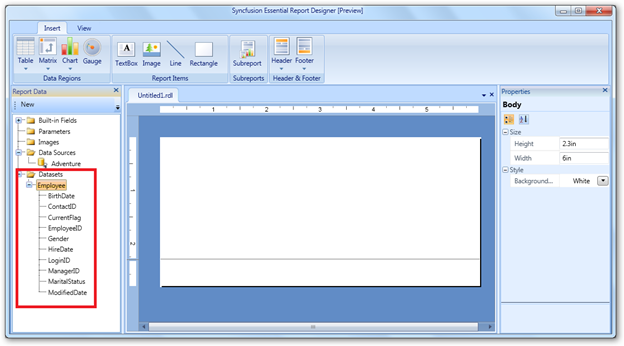 Syncfusion Essential Report Designer [Preview]
Insert View
Table Matrix Chart Gauge
TextBox Image Line Rectangle
Subreport
Header Footer
Data Regions
Report Items
Subreports
Header & Footer
Report Data
New
Built-in Fields
Parameters
Images
Data Sources
Adventure
Datasets
Employee
BirthDate
ContactID
CurrentFlag
EmployeeID
Gender
HireDate
LoginID
ManagerID
MaritalStatus
ModifiedDate
Untitled1.rdl
1 2 3 4 5
1
2
Properties
Body
Size
Height 2.3in
Width 6in
Style
Background... White